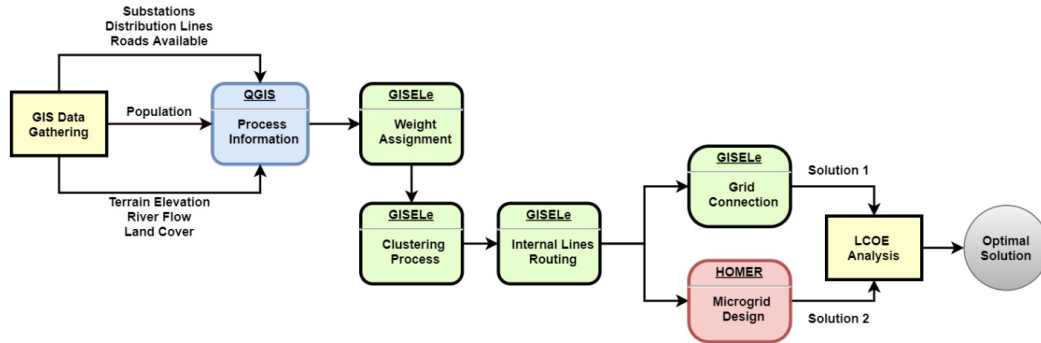 Substations
Distribution Lines
Roads Available
GIS Data
Gathering
Population
Terrain Elevation
River Flow
Land Cover
QGIS
Process
Information
GISELe
Weight
Assignment
GISELe
Clustering
Process
GISELe
Internal Lines
Routing
GISELe
Grid
Connection
Solution 1
HOMER
Microgrid
Design
Solution 2
LCOE
Analysis
Optimal
Solution